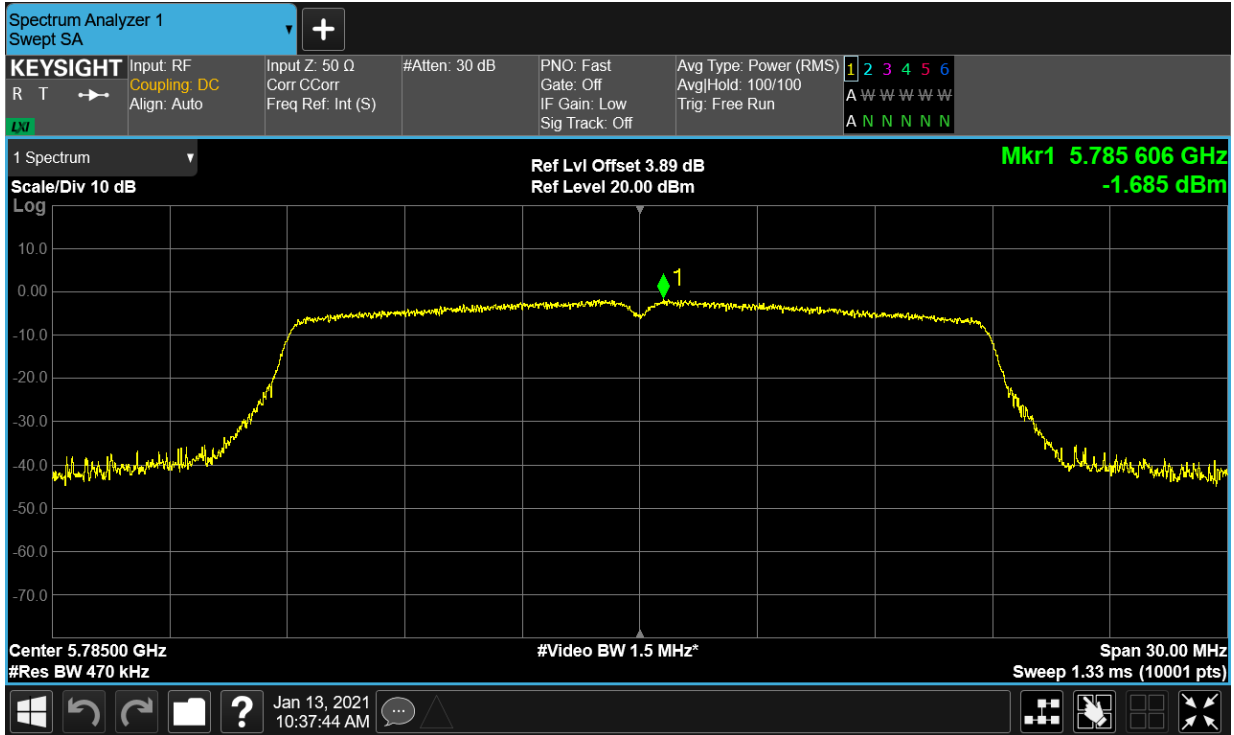 Spectrum Analyzer 1
Swept SA
+
KEYSIGHT
R T
LXI
Input: RF
Coupling: DC
Align: Auto
Input Z: 50 Ω
Corr CCorr
Freq Ref: Int (S)
#Atten: 30 dB
PNO: Fast
Gate: Off
IF Gain: Low
Sig Track: Off
Avg Type: Power (RMS)
Avg|Hold: 100/100
Trig: Free Run
1 2 3 4 5 6
A W W W W W
A N N N N N
1 Spectrum
Scale/Div 10 dB
Log
Ref Lvl Offset 3.89 dB
Ref Level 20.00 dBm
Mkr1 5.785 606 GHz
-1.685 dBm
10.0
0.00
1
-10.0
-20.0
-30.0
-40.0
-50.0
-60.0
-70.0
Center 5.78500 GHz
#Res BW 470 kHz
#Video BW 1.5 MHz*
Span 30.00 MHz
Sweep 1.33 ms (10001 pts)
?
Jan 13, 2021
10:37:44 AM